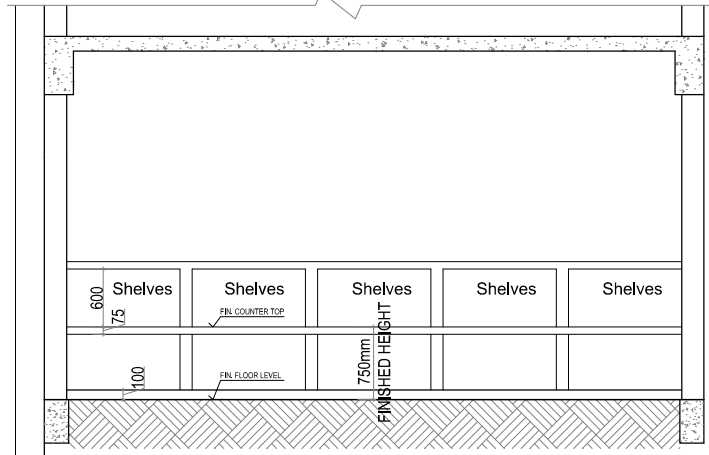 Shelves Shelves Shelves Shelves Shelves
600
75
FIN. COUNTER TOP
100
FIN. FLOOR LEVEL
750mm
FINISHED HEIGHT